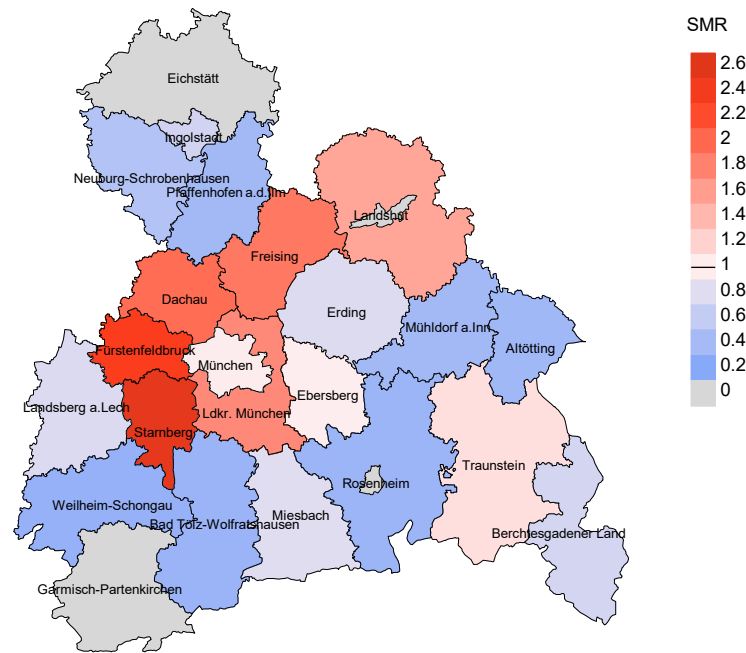 SMR
2.6
2.4
2.2
2
1.8
1.6
1.4
1.2
1
0.8
0.6
0.4
0.2
0
Eichstätt
Ingolstadt
Neuburg-Schrobenhausen
Pfaffenhofen a.d.Ilm
Landshut
Freising
Dachau
Erding
Mühldorf a.Inn
Altötting
Fürstenfeldbruck
München
Ebersberg
Landsberg a.Lech
Ldkr. München
Starnberg
Traunstein
Rosenheim
Weilheim-Schongau
Bad Tölz-Wolfratshausen
Miesbach
Berchtesgadener Land
Garmisch-Partenkirchen